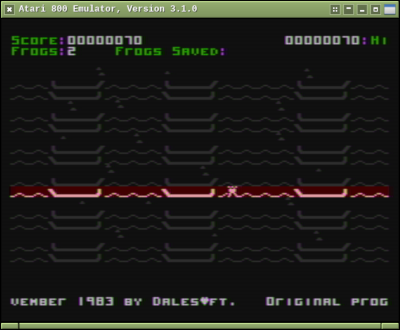 Atari 800 Emulator, Version 3.1.0
Score:00000070 00000070:Hi
Frogs:2 Frogs Saved:
vember 1983 by Dales♥ft. Original prog